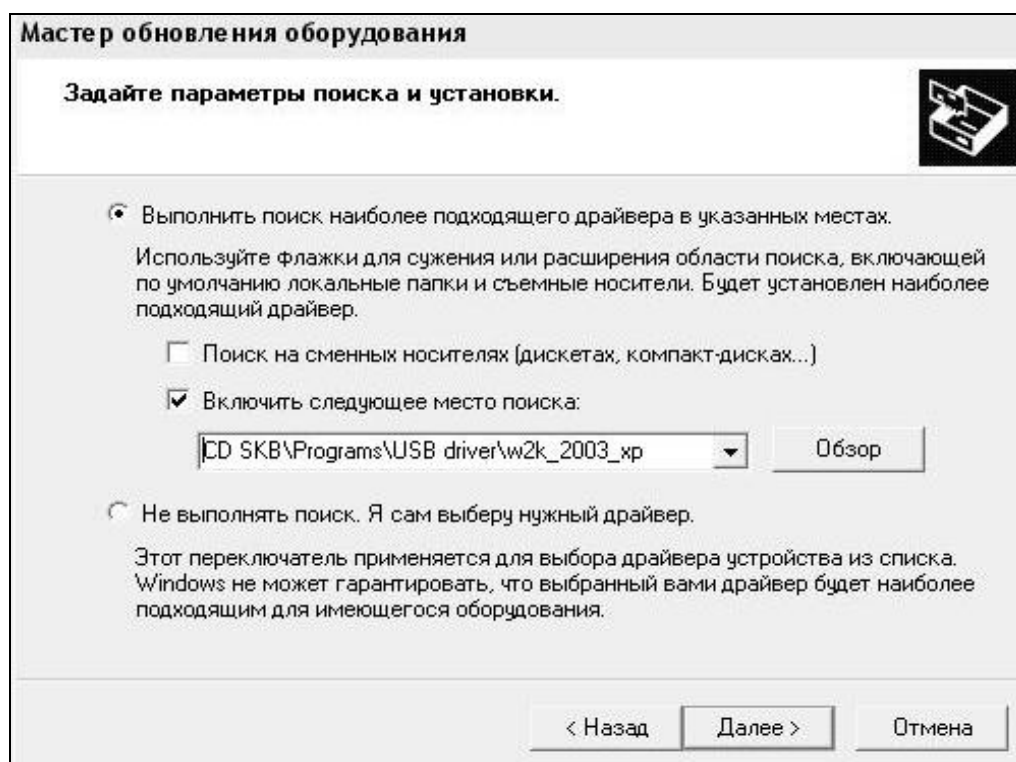 Мастер обновления оборудования
Задайте параметры поиска и установки.
Выполнить поиск наиболее подходящего драйвера в указанных местах.
Используйте флажки для сужения или расширения области поиска, включающей
по умолчанию локальные папки и съемные носители. Будет установлен наиболее
подходящий драйвер.
Поиск на сменных носителях (дискетах, компакт-дисках...)
Включить следующее место поиска:
CD SKB\Programs\USB driver\w2k_2003_xp
Обзор
Не выполнять поиск. Я сам выберу нужный драйвер.
Этот переключатель применяется для выбора драйвера устройства из списка.
Windows не может гарантировать, что выбранный вами драйвер будет наиболее
подходящим для имеющегося оборудования.
< Назад
Далее >
Отмена